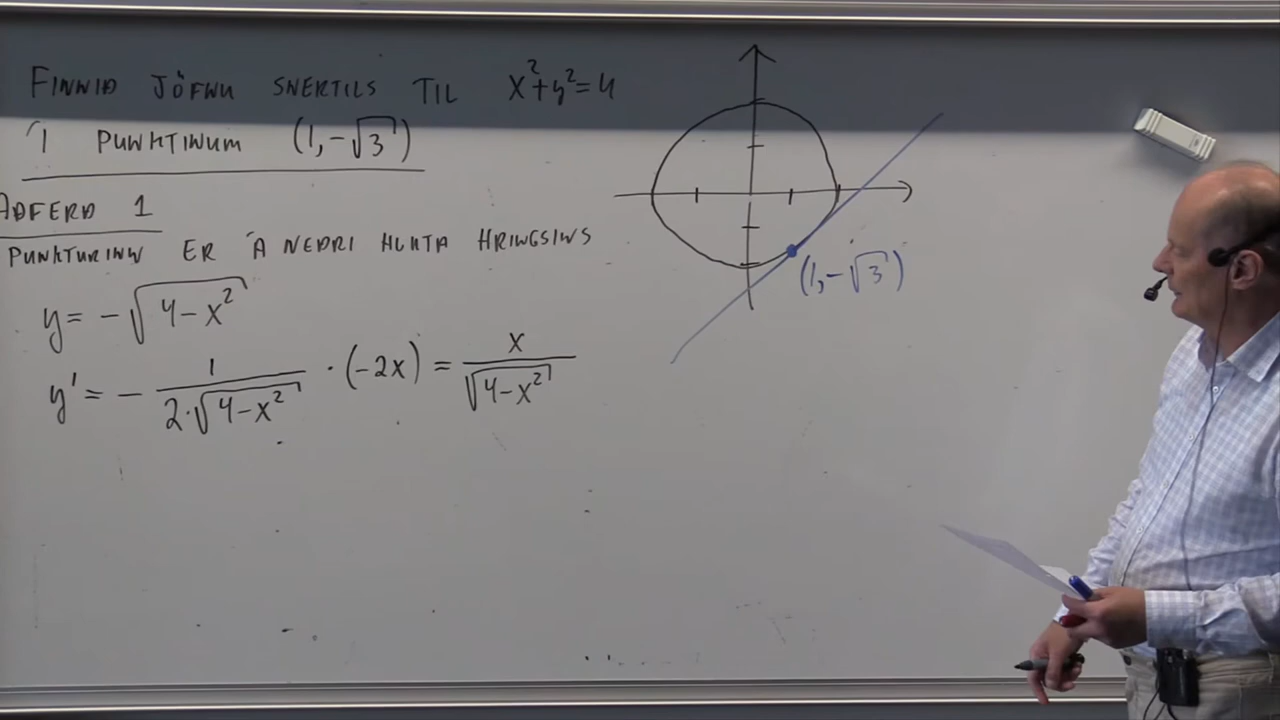 FINNIÐ JÖFNU SNERTILS TIL x²+y²=4
Í PUNKTINUM (1,-√3)
AÐFERÐ 1
PUNKTURINN ER Á NEÐRI HLUTA HRINGSINS
y = -√(4-x²)
y' = - 1/(2·√(4-x²)) · (-2x) = x/√(4-x²)
(1,-√3)